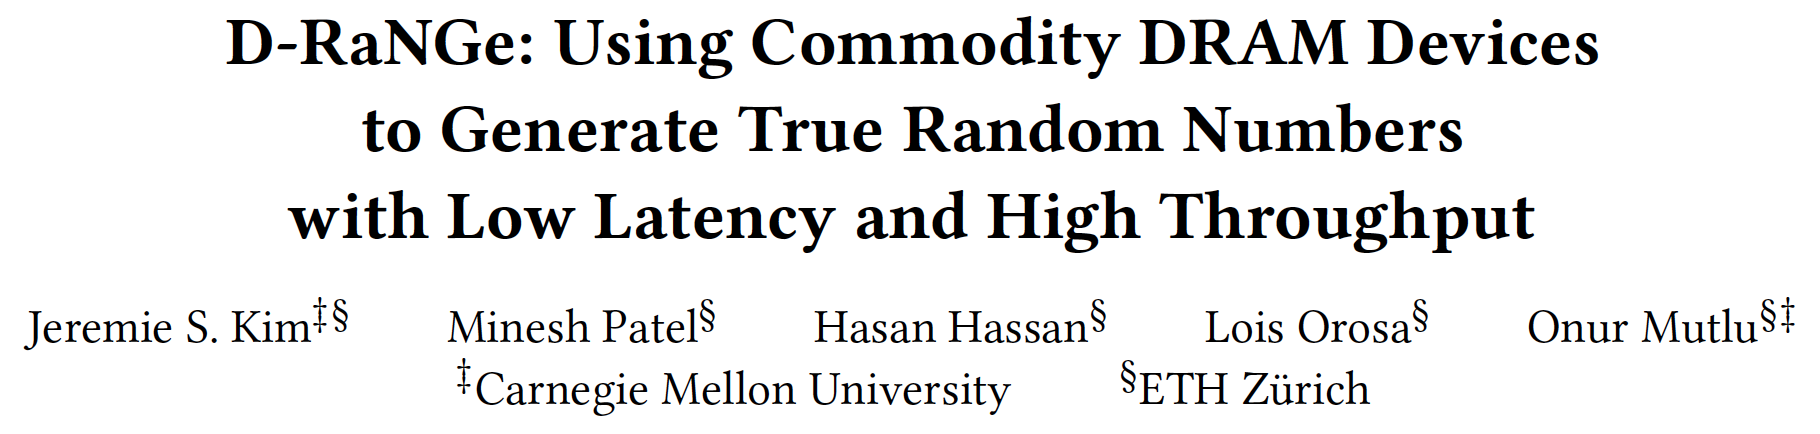 D-RaNGe: Using Commodity DRAM Devices
to Generate True Random Numbers
with Low Latency and High Throughput
Jeremie S. Kim‡§ Minesh Patel§ Hasan Hassan§ Lois Orosa§ Onur Mutlu§‡
‡Carnegie Mellon University §ETH Zürich